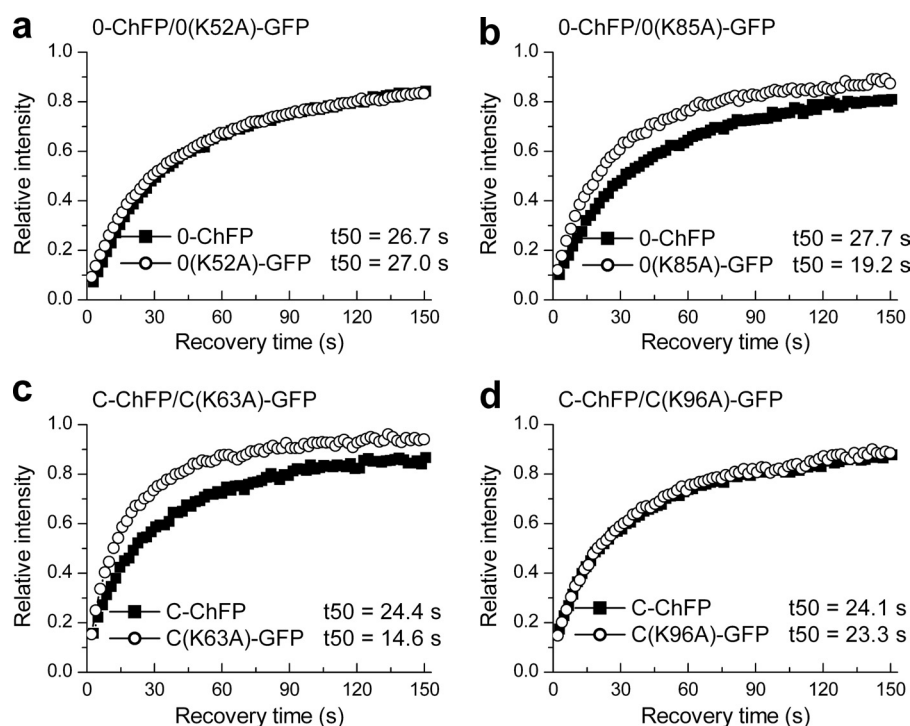 a 0-ChFP/0(K52A)-GFP
1.0
0.8
0.6
0.4
0.2
0.0
Relative intensity
0-ChFP t50 = 26.7 s
0(K52A)-GFP t50 = 27.0 s
0 30 60 90 120 150
Recovery time (s)
b 0-ChFP/0(K85A)-GFP
1.0
0.8
0.6
0.4
0.2
0.0
Relative intensity
0-ChFP t50 = 27.7 s
0(K85A)-GFP t50 = 19.2 s
0 30 60 90 120 150
Recovery time (s)
c C-ChFP/C(K63A)-GFP
1.0
0.8
0.6
0.4
0.2
0.0
Relative intensity
C-ChFP t50 = 24.4 s
C(K63A)-GFP t50 = 14.6 s
0 30 60 90 120 150
Recovery time (s)
d C-ChFP/C(K96A)-GFP
1.0
0.8
0.6
0.4
0.2
0.0
Relative intensity
C-ChFP t50 = 24.1 s
C(K96A)-GFP t50 = 23.3 s
0 30 60 90 120 150
Recovery time (s)